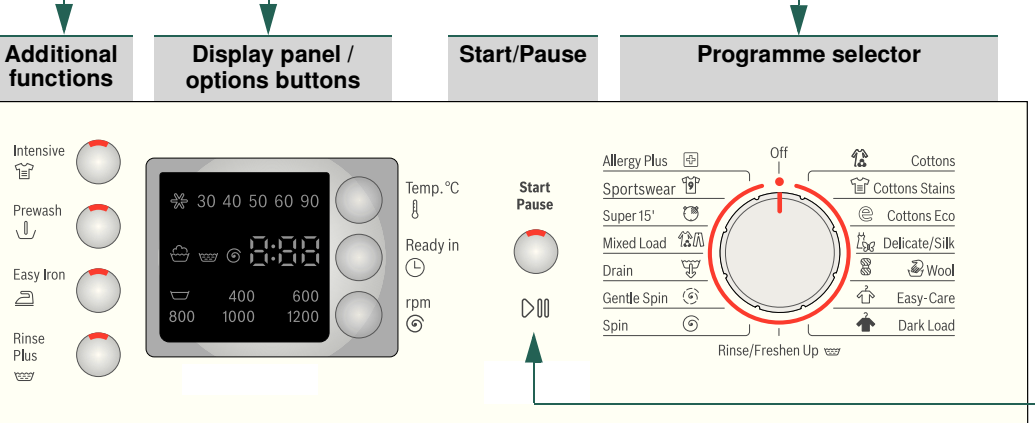 Additional
functions
Display panel /
options buttons
Start/Pause
Programme selector
Intensive
Prewash
Easy Iron
Rinse
Plus
30 40 50 60 90
8:88
400 600
800 1000 1200
Temp. °C
Ready in
rpm
Start
Pause
Allergy Plus
Sportswear
Super 15'
Mixed Load
Drain
Gentle Spin
Spin
Off
Cottons
Cottons Stains
Cottons Eco
Delicate/Silk
Wool
Easy-Care
Dark Load
Rinse/Freshen Up